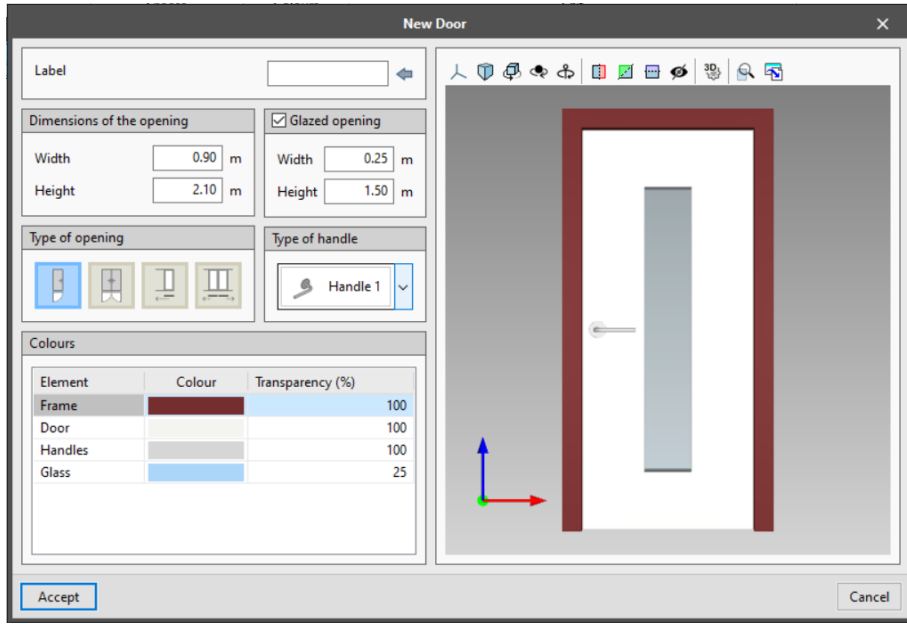 New Door
Label
Dimensions of the opening
Width 0.90 m
Height 2.10 m
Glazed opening
Width 0.25 m
Height 1.50 m
Type of opening
Type of handle
Handle 1
Colours
Element Colour Transparency (%)
Frame 100
Door 100
Handles 100
Glass 25
3D
Accept
Cancel